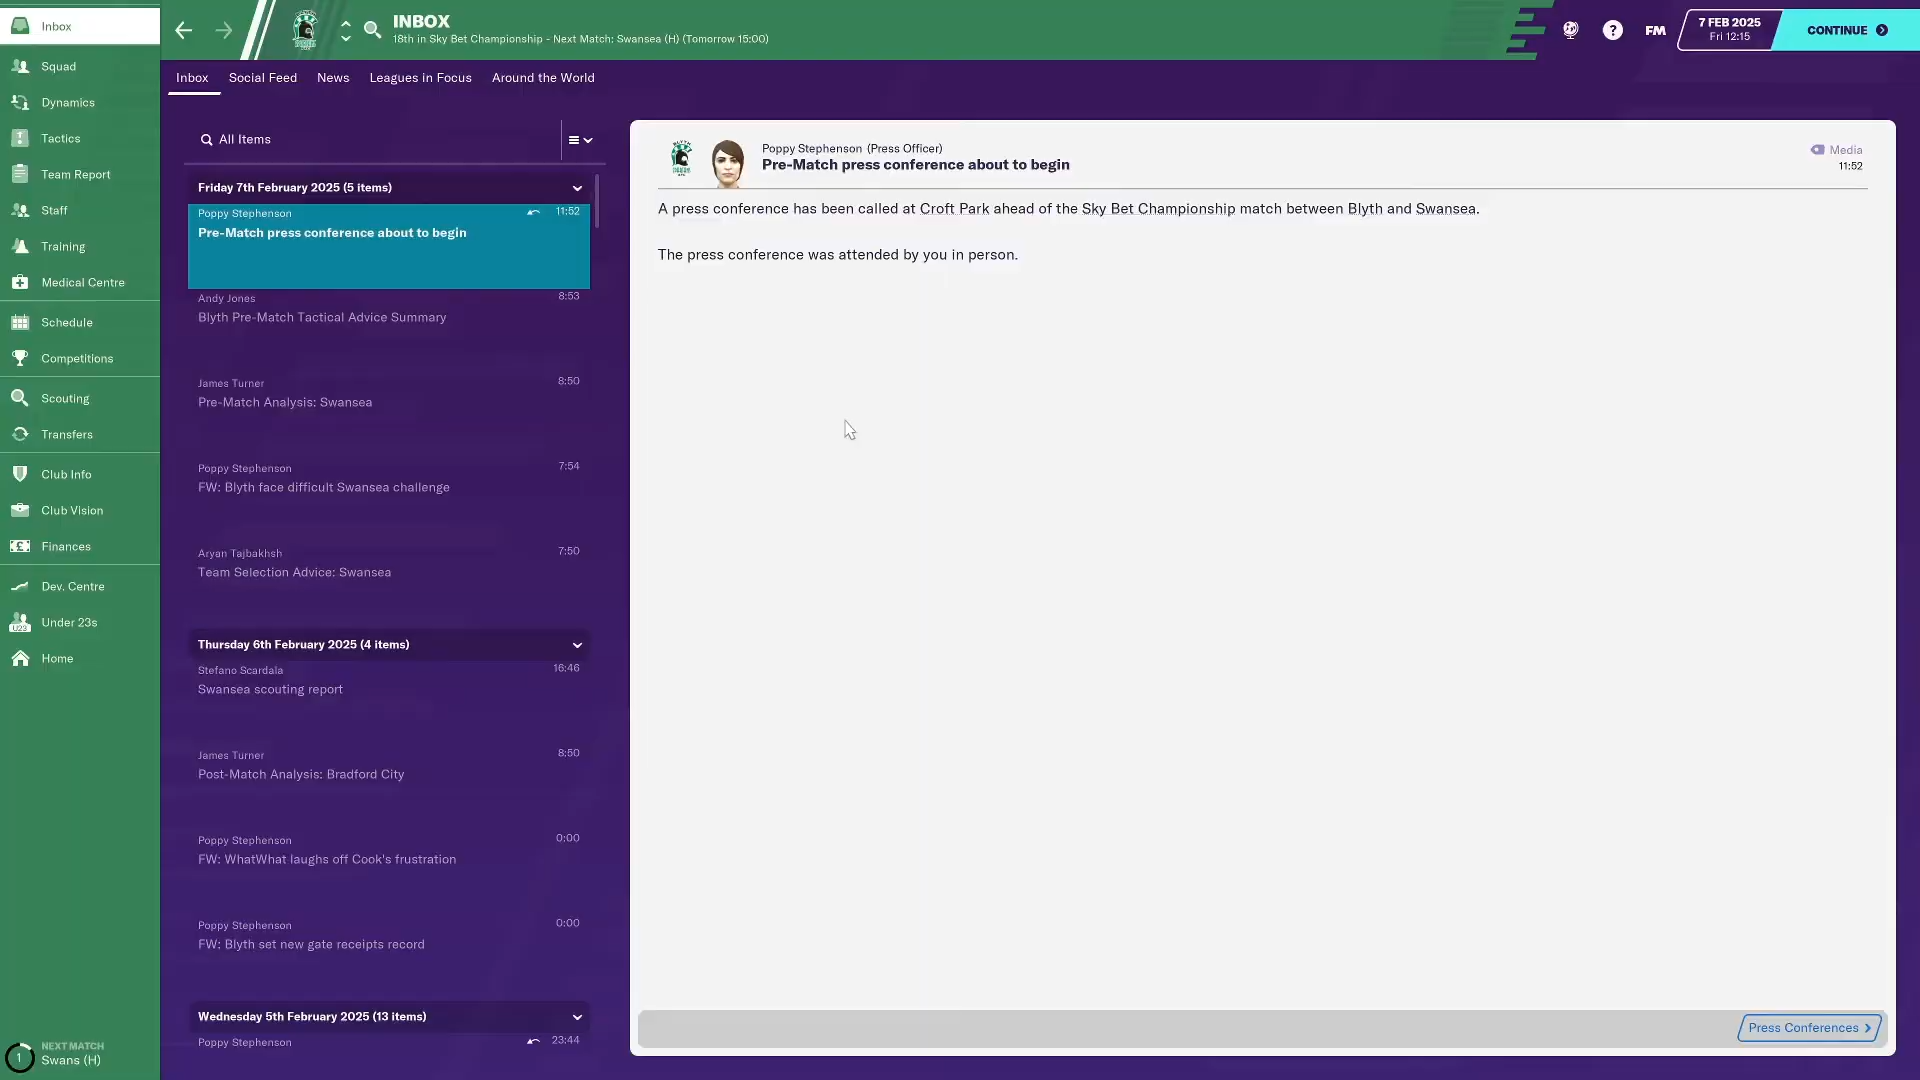 Inbox
Squad
Dynamics
Tactics
Team Report
Staff
Training
Medical Centre
Schedule
Competitions
Scouting
Transfers
Club Info
Club Vision
Finances
Dev. Centre
U23
Under 23s
Home
1
NEXT MATCH
Swans (H)
INBOX
18th in Sky Bet Championship - Next Match: Swansea (H) (Tomorrow 15:00)
?
FM
7 FEB 2025
Fri 12:15
CONTINUE
Inbox Social Feed News Leagues in Focus Around the World
All Items
Friday 7th February 2025 (5 items)
Poppy Stephenson 11:52
Pre-Match press conference about to begin
Andy Jones 8:53
Blyth Pre-Match Tactical Advice Summary
James Turner 8:50
Pre-Match Analysis: Swansea
Poppy Stephenson 7:54
FW: Blyth face difficult Swansea challenge
Aryan Tajbakhsh 7:50
Team Selection Advice: Swansea
Thursday 6th February 2025 (4 items)
Stefano Scardala 16:46
Swansea scouting report
James Turner 8:50
Post-Match Analysis: Bradford City
Poppy Stephenson 0:00
FW: WhatWhat laughs off Cook's frustration
Poppy Stephenson 0:00
FW: Blyth set new gate receipts record
Wednesday 5th February 2025 (13 items)
Poppy Stephenson 23:44
Poppy Stephenson (Press Officer)
Pre-Match press conference about to begin
Media
11:52
A press conference has been called at Croft Park ahead of the Sky Bet Championship match between Blyth and Swansea.
The press conference was attended by you in person.
Press Conferences